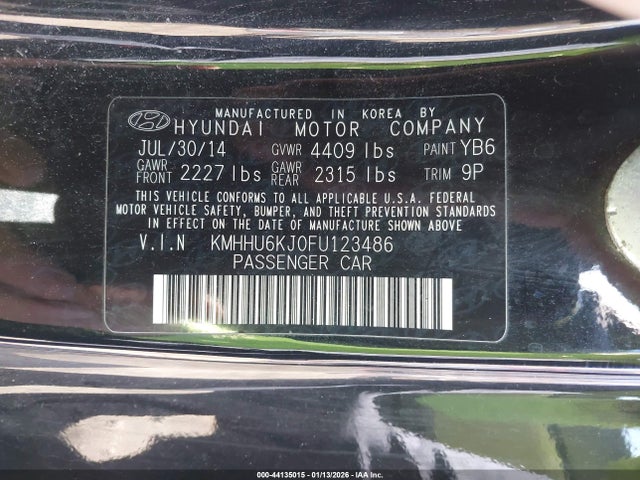 MANUFACTURED IN KOREA BY
HYUNDAI MOTOR COMPANY
JUL/30/14 GVWR 4409 lbs PAINT YB6
GAWR FRONT 2227 lbs GAWR REAR 2315 lbs TRIM 9P
THIS VEHICLE CONFORMS TO ALL APPLICABLE U.S.A. FEDERAL
MOTOR VEHICLE SAFETY, BUMPER, AND THEFT PREVENTION
STANDARDS IN EFFECT ON THE DATE OF MANUFACTURE SHOWN ABOVE.
V.I.N KMHHU6KJ0FU123486
PASSENGER CAR
000-44135015 - 01/13/2026 - IAA Inc.